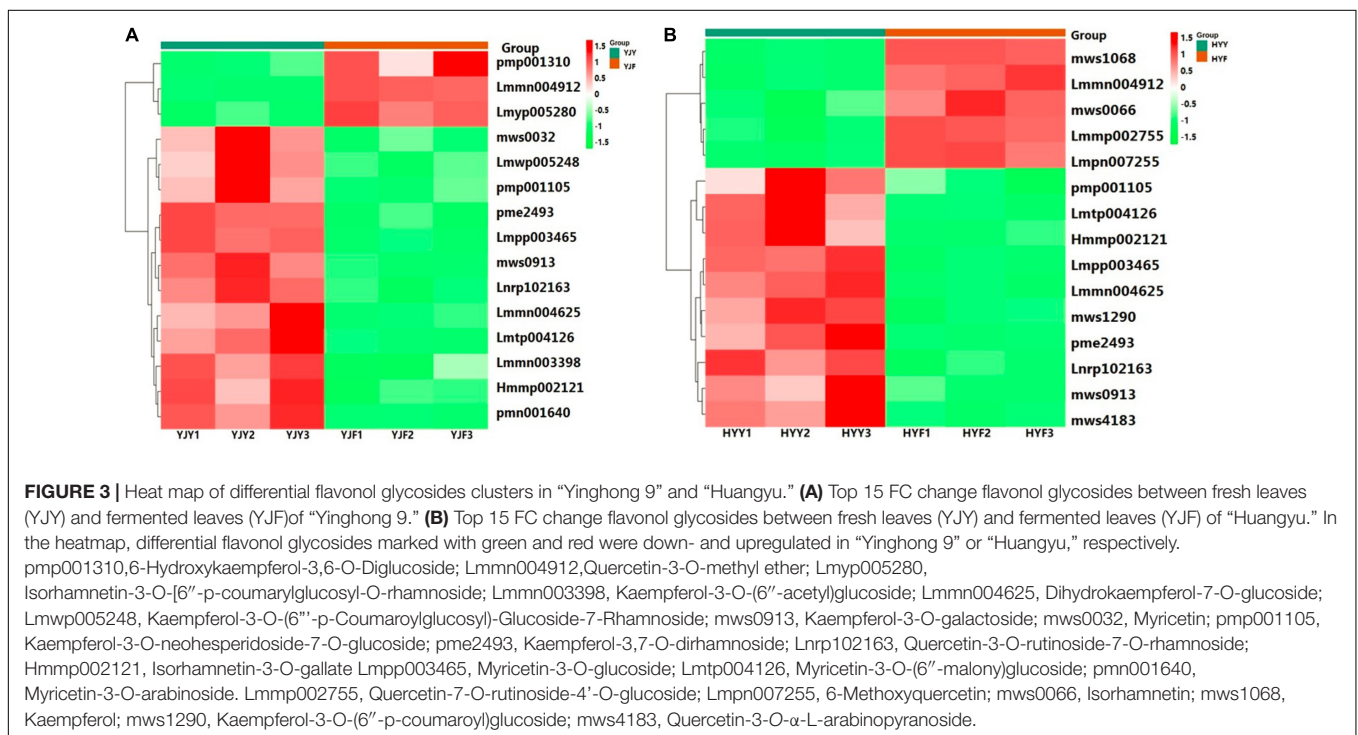 A
Group
pmp001310
Lmmn004912
Lmyp005280
mws0032
Lmwp005248
pmp001105
pme2493
Lmpp003465
mws0913
Lnrp102163
Lmmn004625
Lmtp004126
Lmmn003398
Hmmp002121
pmn001640
YJY1 YJY2 YJY3 YJF1 YJF2 YJF3
1.5
1
0.5
0
-0.5
-1
-1.5
Group
YJY
YJF
B
Group
mws1068
Lmmn004912
mws0066
Lmmp002755
Lmpn007255
pmp001105
Lmtp004126
Hmmp002121
Lmpp003465
Lmmn004625
mws1290
pme2493
Lnrp102163
mws0913
mws4183
HYY1 HYY2 HYY3 HYF1 HYF2 HYF3
1.5
1
0.5
0
-0.5
-1
-1.5
Group
HYY
HYF
FIGURE 3 | Heat map of differential flavonol glycosides clusters in “Yinghong 9” and “Huangyu.” (A) Top 15 FC change flavonol glycosides between fresh leaves
(YJY) and fermented leaves (YJF)of “Yinghong 9.” (B) Top 15 FC change flavonol glycosides between fresh leaves (YJY) and fermented leaves (YJF) of “Huangyu.” In
the heatmap, differential flavonol glycosides marked with green and red were down- and upregulated in “Yinghong 9” or “Huangyu,” respectively.
pmp001310,6-Hydroxykaempferol-3,6-O-Diglucoside; Lmmn004912,Quercetin-3-O-methyl ether; Lmyp005280,
Isorhamnetin-3-O-[6′′-p-coumarylglucosyl-O-rhamnoside; Lmmn003398, Kaempferol-3-O-(6′′-acetyl)glucoside; Lmmn004625, Dihydrokaempferol-7-O-glucoside;
Lmwp005248, Kaempferol-3-O-(6′′’-p-Coumaroylglucosyl)-Glucoside-7-Rhamnoside; mws0913, Kaempferol-3-O-galactoside; mws0032, Myricetin; pmp001105,
Kaempferol-3-O-neohesperidoside-7-O-glucoside; pme2493, Kaempferol-3,7-O-dirhamnoside; Lnrp102163, Quercetin-3-O-rutinoside-7-O-rhamnoside;
Hmmp002121, Isorhamnetin-3-O-gallate Lmpp003465, Myricetin-3-O-glucoside; Lmtp004126, Myricetin-3-O-(6′′-malony)glucoside; pmn001640,
Myricetin-3-O-arabinoside. Lmmp002755, Quercetin-7-O-rutinoside-4’-O-glucoside; Lmpn007255, 6-Methoxyquercetin; mws0066, Isorhamnetin; mws1068,
Kaempferol; mws1290, Kaempferol-3-O-(6′′-p-coumaroyl)glucoside; mws4183, Quercetin-3-O-α-L-arabinopyranoside.